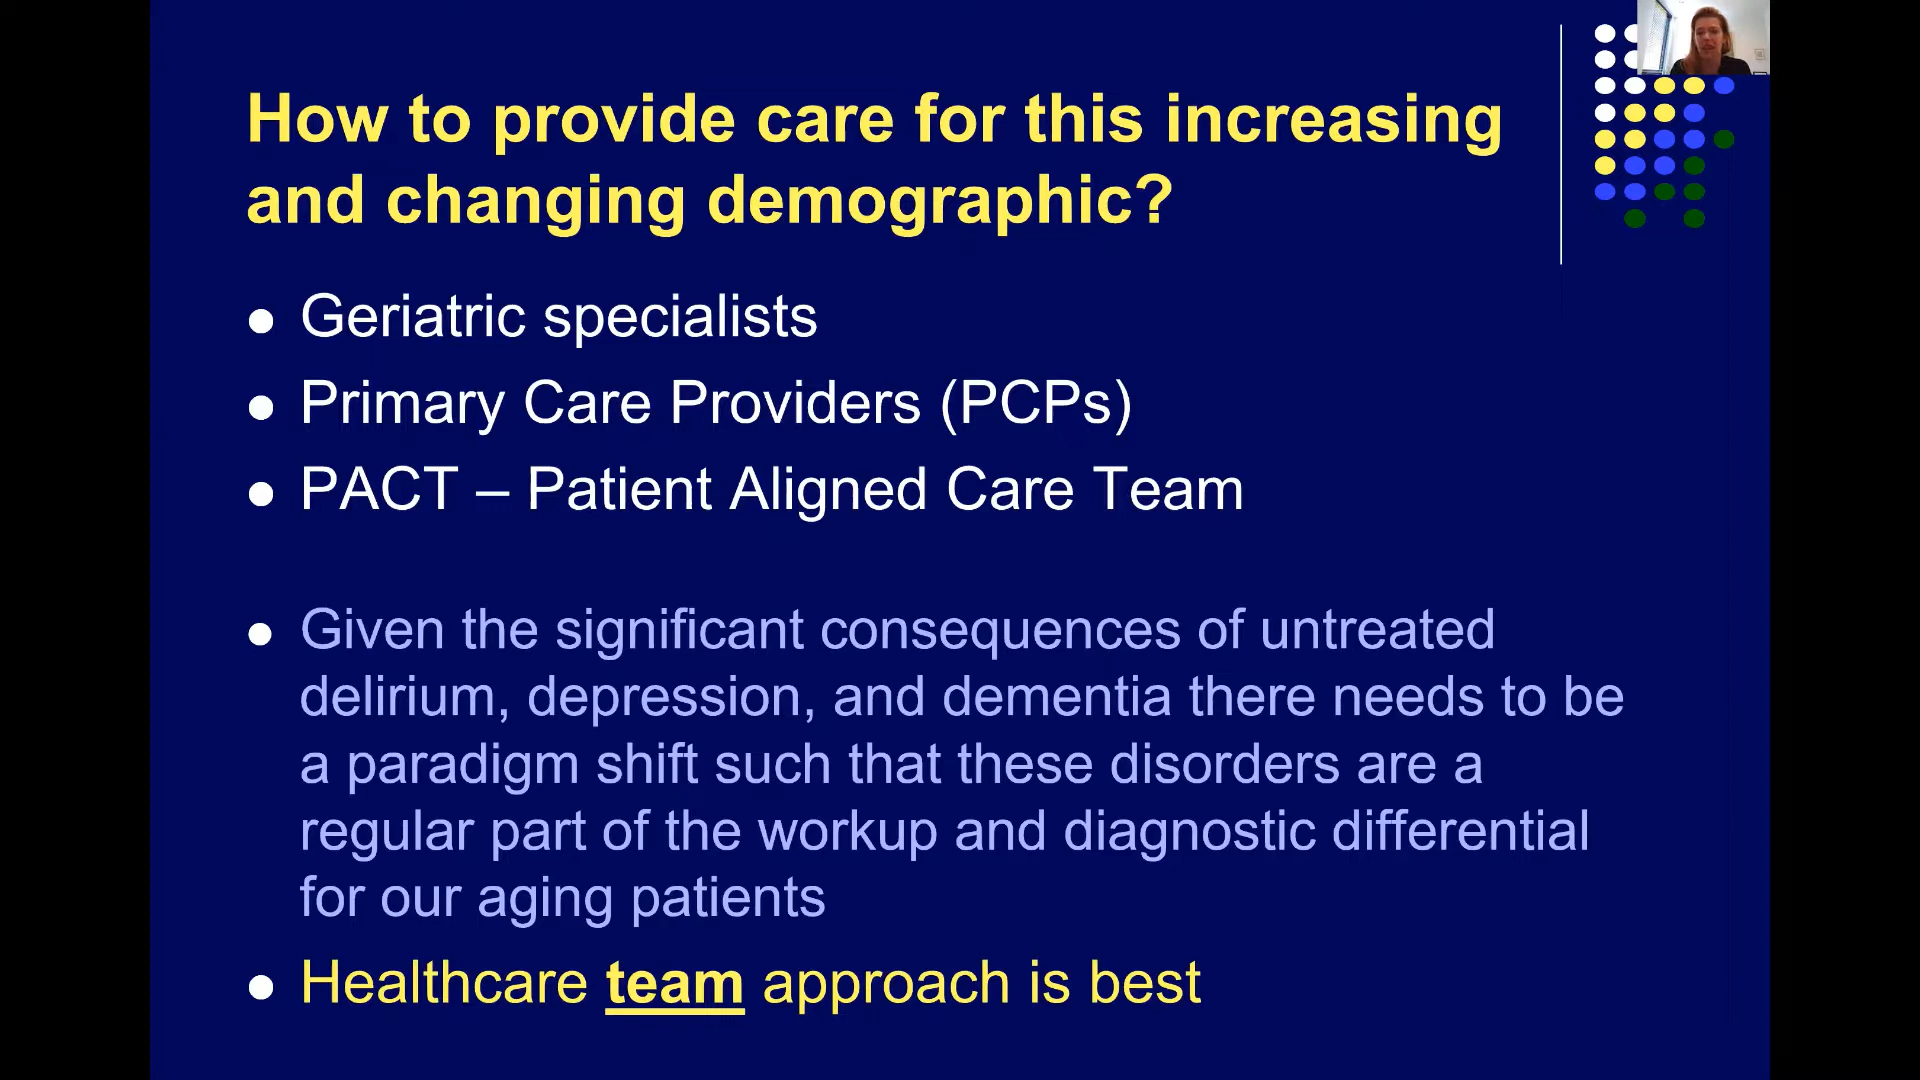 How to provide care for this increasing
and changing demographic?
● Geriatric specialists
● Primary Care Providers (PCPs)
● PACT – Patient Aligned Care Team
● Given the significant consequences of untreated
delirium, depression, and dementia there needs to be
a paradigm shift such that these disorders are a
regular part of the workup and diagnostic differential
for our aging patients
● Healthcare team approach is best